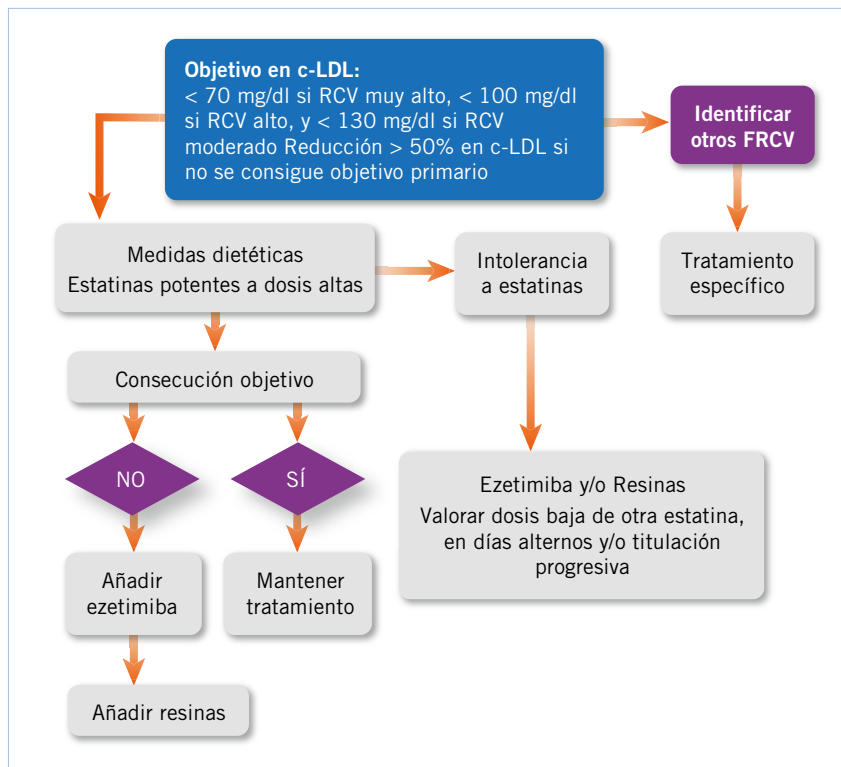 Objetivo en c-LDL:
< 70 mg/dl si RCV muy alto, < 100 mg/dl
si RCV alto, y < 130 mg/dl si RCV
moderado Reducción > 50% en c-LDL si
no se consigue objetivo primario
Identificar
otros FRCV
Medidas dietéticas
Estatinas potentes a dosis altas
Intolerancia
a estatinas
Tratamiento
específico
Consecución objetivo
NO
SÍ
Ezetimiba y/o Resinas
Valorar dosis baja de otra estatina,
en días alternos y/o titulación
progresiva
Añadir
ezetimiba
Mantener
tratamiento
Añadir resinas